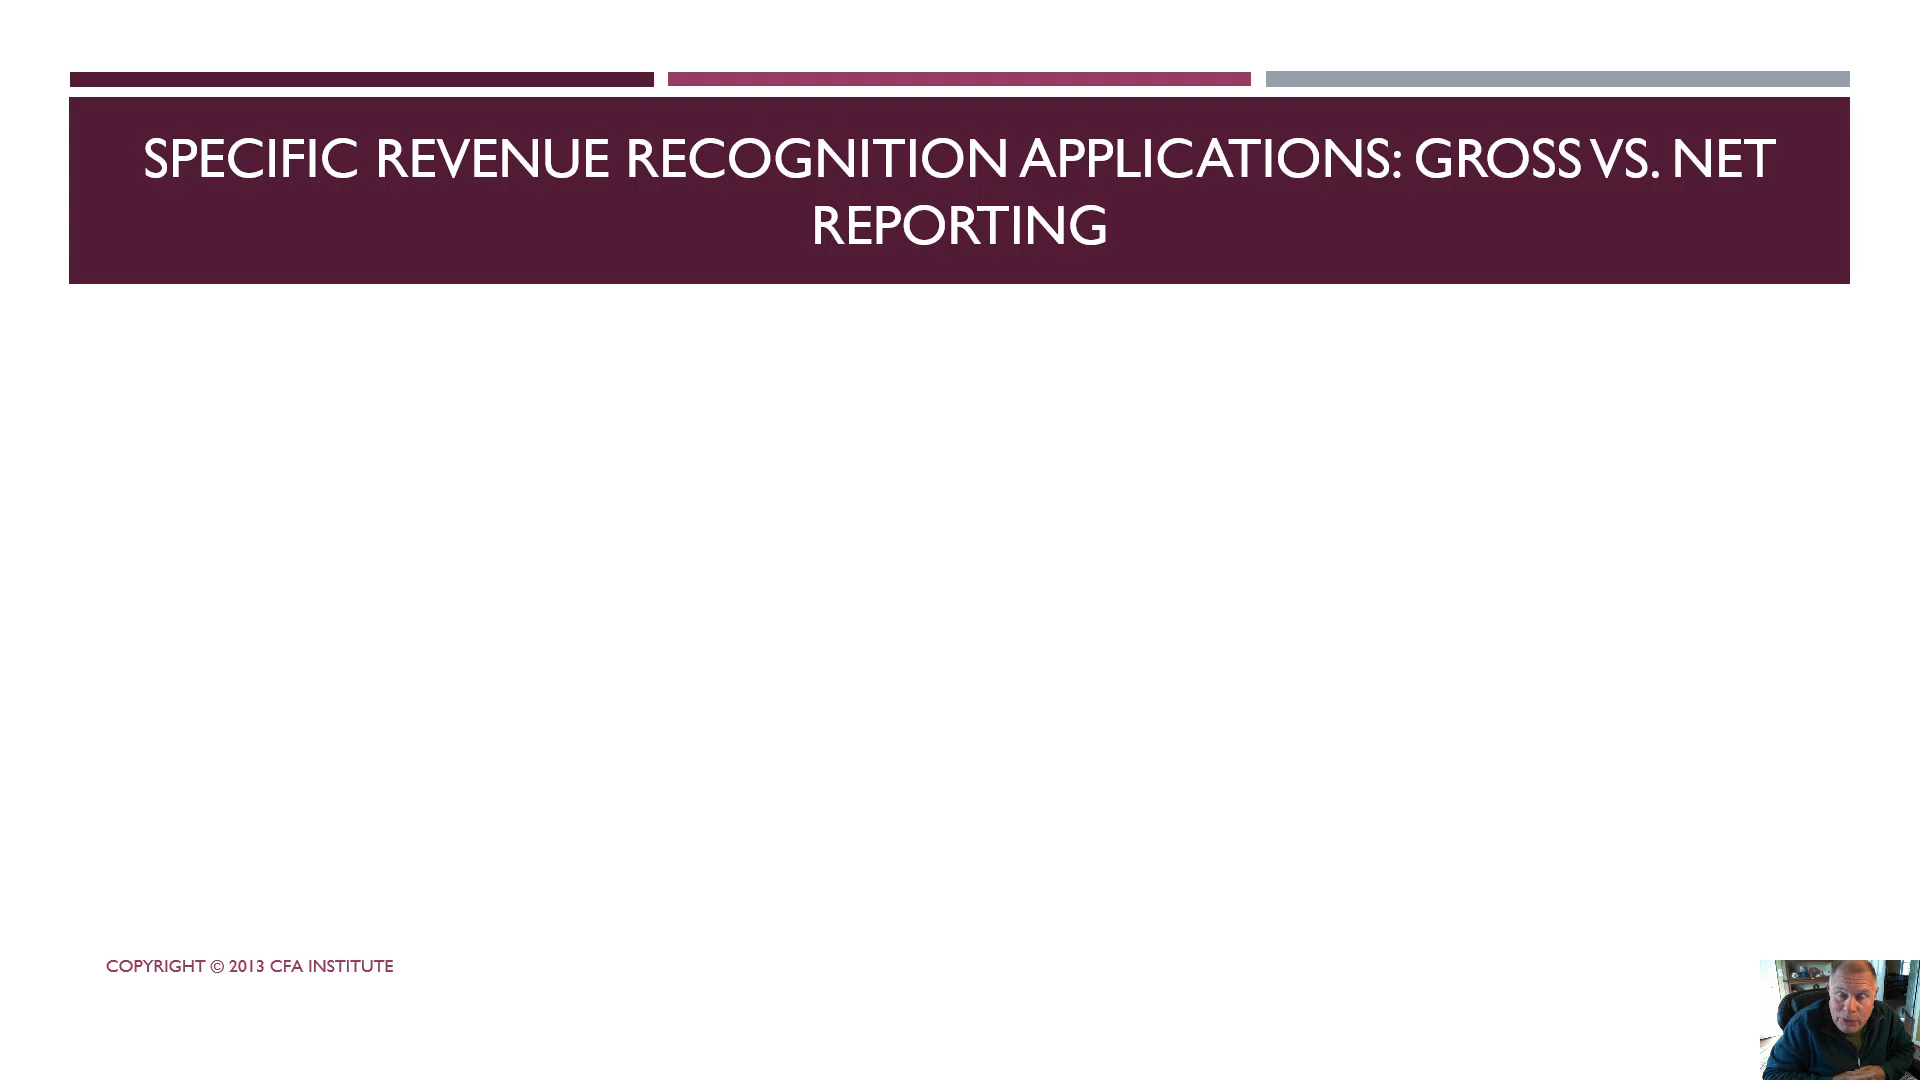 SPECIFIC REVENUE RECOGNITION APPLICATIONS: GROSS VS. NET
REPORTING
COPYRIGHT © 2013 CFA INSTITUTE